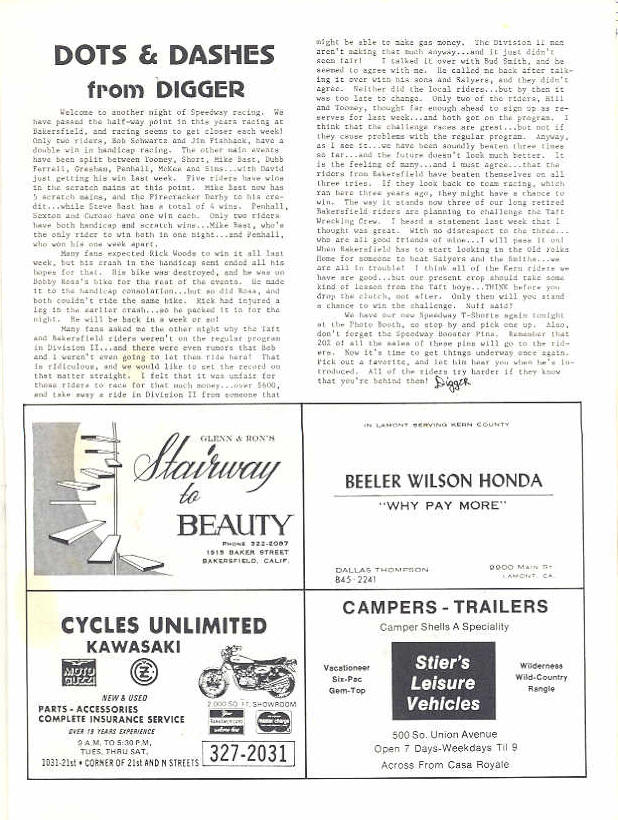 DOTS & DASHES
from DIGGER
Welcome to another night of Speedway racing. We
have passed the half-way point in this years racing at
Bakersfield, and racing seems to get closer each week!
Only two riders, Bob Schwartz and Jim Fishback, have a
double win in handicap racing. The other main events
have been split between Toomey, Short, Mike Bast, Dubb
Ferrell, Gresham, Penhall, McKee and Sims...with David
just getting his win last week. Five riders have wins
in the scratch mains at this point. Mike Bast now has
5 scratch mains, and the Firecracker Derby to his cre-
dit...while Steve Bast has a total of 4 wins. Penhall,
Sexton and Curoso have one win each. Only two riders
have both handicap and scratch wins...Mike Bast, who's
the only rider to win both in one night...and Penhall,
who won his one week apart.
Many fans expected Rick Woods to win it all last
week, but his crash in the handicap semi ended all his
hopes for that. His bike was destroyed, and he was on
Bobby Rosa's bike for the rest of the events. He made
it to the handicap consolation...but so did Rosa, and
both couldn't ride the same bike. Rick had injured a
leg in the earlier crash...so he packed it in for the
night. He will be back in a week or so!
Many fans asked me the other night why the Taft
and Bakersfield riders weren't on the regular program
in Division II...and there were even rumors that Bob
and I weren't even going to let them ride here! That
is ridiculous, and we would like to set the record on
that matter straight. I felt that it was unfair for
those riders to race for that much money...over $600,
and take away a ride in Division II from someone that
might be able to make gas money. The Division II men
aren't making that much anyway...and it just didn't
seem fair! I talked it over with Bud Smith, and he
seemed to agree with me. He called me back after talk-
ing it over with his sons and Salyers, and they didn't
agree. Neither did the local riders...but by then it
was too late to change. Only two of the riders, Hill
and Toomey, thought far enough ahead to sign up as re-
serves for last week...and both got on the program. I
think that the challenge races are great...but not if
they cause problems with the regular program. Anyway,
as I see it...we have been soundly beaten three times
so far...and the future doesn't look much better. It
is the feeling of many...and I must agree...that the
riders from Bakersfield have beaten themselves on all
three tries. If they look back to team racing, which
ran here three years ago, they might have a chance to
win. The way it stands now three of our long retired
Bakersfield riders are planning to challenge the Taft
Wrecking Crew. I heard a statement last week that I
thought was great. With no disrespect to the three...
who are all good friends of mine...I will pass it on!
When Bakersfield has to start looking in the Old Folks
Home for someone to beat Salyers and the Smiths...we
are all in trouble! I think all of the Kern riders we
have are good...but our present crop should take some
kind of lesson from the Taft boys...THINK before you
drop the clutch, not after. Only then will you stand
a chance to win the challenge. Nuff said?
We have our new Speedway T-Shorts again tonight
at the Photo Booth, so stop by and pick one up. Also,
don't forget the Speedway Booster Pins. Remember that
20% of all the sales of these pins will go to the rid-
ers. Now it's time to get things underway once again.
Pick out a favorite, and let him hear you when he's in-
troduced. All of the riders try harder if they know
that you're behind them! Digger
GLENN & RON'S
Stairway
to
BEAUTY
PHONE 322-2087
1915 BAKER STREET
BAKERSFIELD, CALIF.
IN LAMONT SERVING KERN COUNTY
BEELER WILSON HONDA
"WHY PAY MORE"
DALLAS THOMPSON
845-2241
9900 MAIN ST
LAMONT, CA.
CYCLES UNLIMITED
KAWASAKI
MOTO
GUZZI
CZ
NEW & USED
PARTS - ACCESSORIES
COMPLETE INSURANCE SERVICE
OVER 19 YEARS EXPERIENCE
9 A.M. TO 5:30 P.M.
TUES. THRU SAT.
1031-21st • CORNER OF 21st AND N STREETS
2,000 SQ. FT. SHOWROOM
327-2031
CAMPERS - TRAILERS
Camper Shells A Speciality
Vacationeer
Six-Pac
Gem-Top
Stier's
Leisure
Vehicles
Wilderness
Wild-Country
Rangle
500 So. Union Avenue
Open 7 Days-Weekdays Til 9
Across From Casa Royale